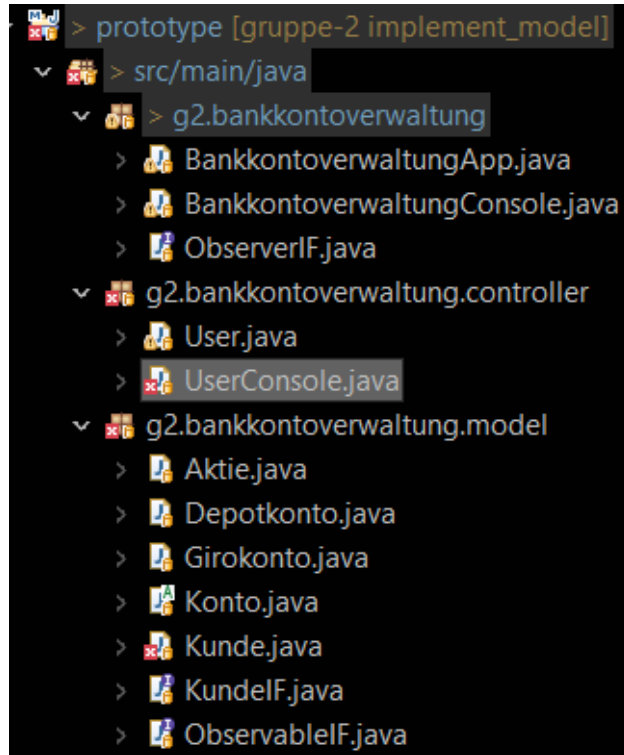 > prototype [gruppe-2 implement_model]
> src/main/java
> g2.bankkontoverwaltung
BankkontoverwaltungApp.java
BankkontoverwaltungConsole.java
ObserverIF.java
g2.bankkontoverwaltung.controller
User.java
UserConsole.java
g2.bankkontoverwaltung.model
Aktie.java
Depotkonto.java
Girokonto.java
Konto.java
Kunde.java
KundeIF.java
ObservableIF.java